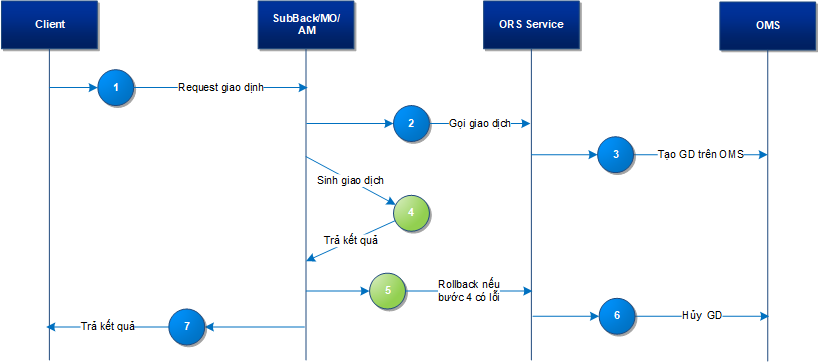 Client
SubBack/MO/
AM
ORS Service
OMS
1
Request giao định
2
Gọi giao dịch
3
Tạo GD trên OMS
Sinh giao dịch
4
Trả kết quả
5
Rollback nếu
bước 4 có lỗi
6
Hủy GD
7
Trả kết quả